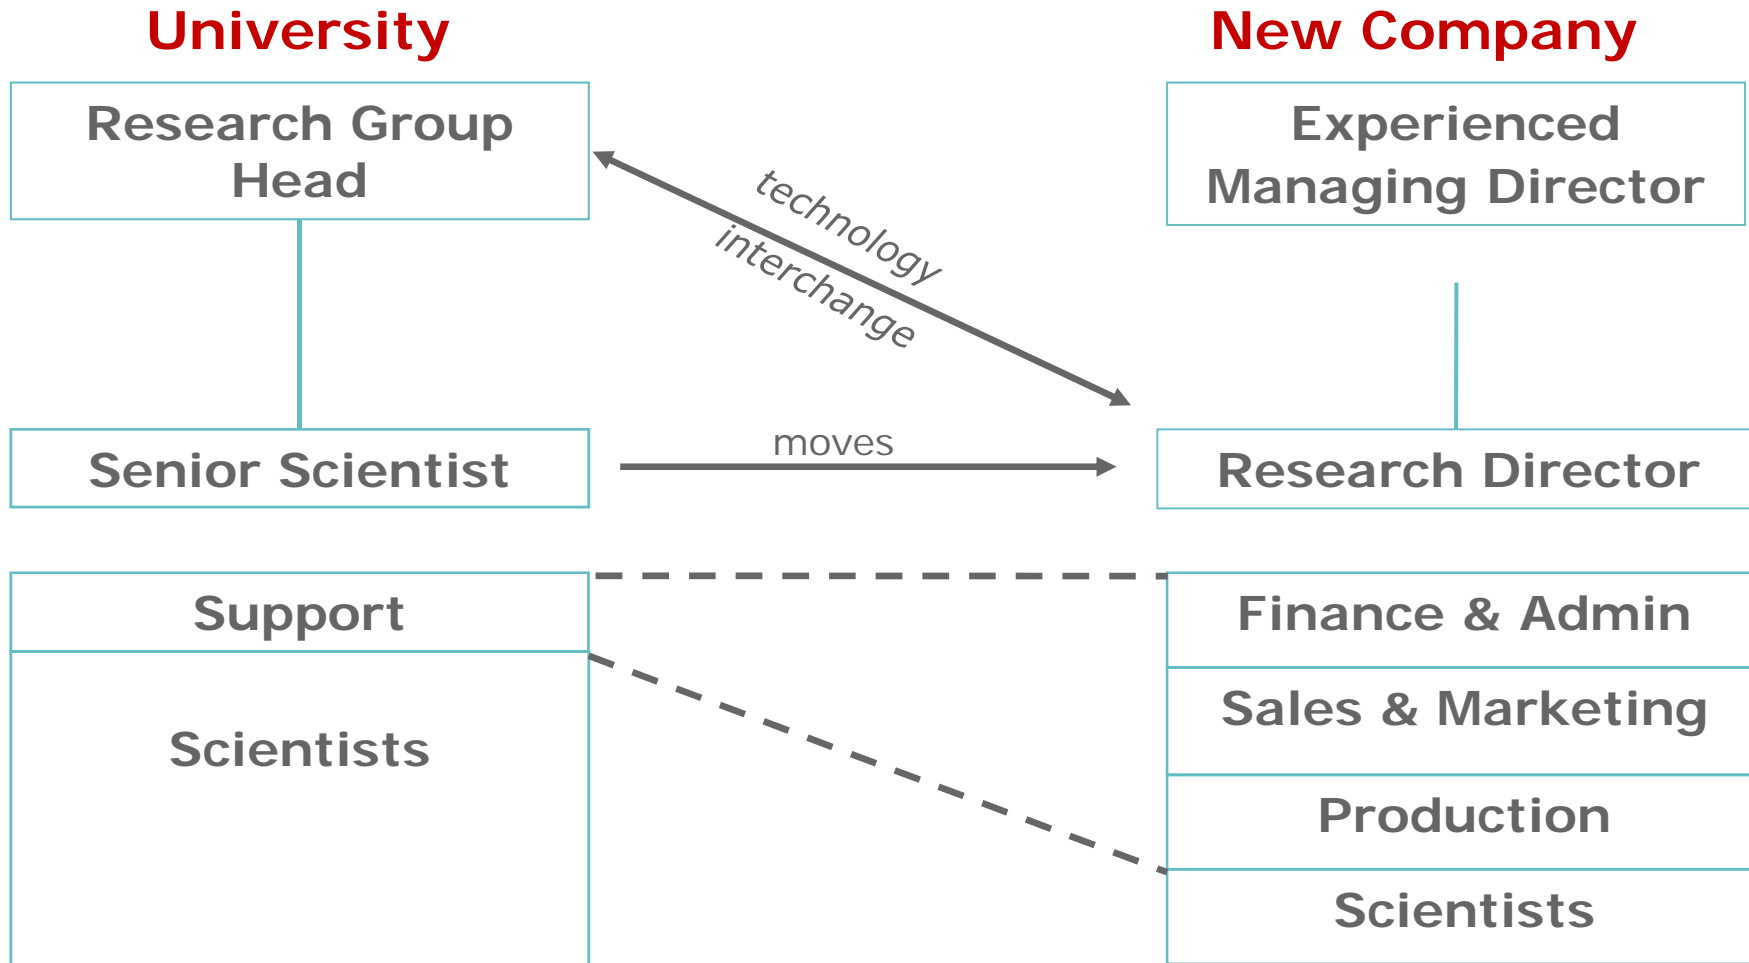 University
New Company
Research Group
Head
Experienced
Managing Director
technology
interchange
Senior Scientist
moves
Research Director
Support
Scientists
Finance & Admin
Sales & Marketing
Production
Scientists